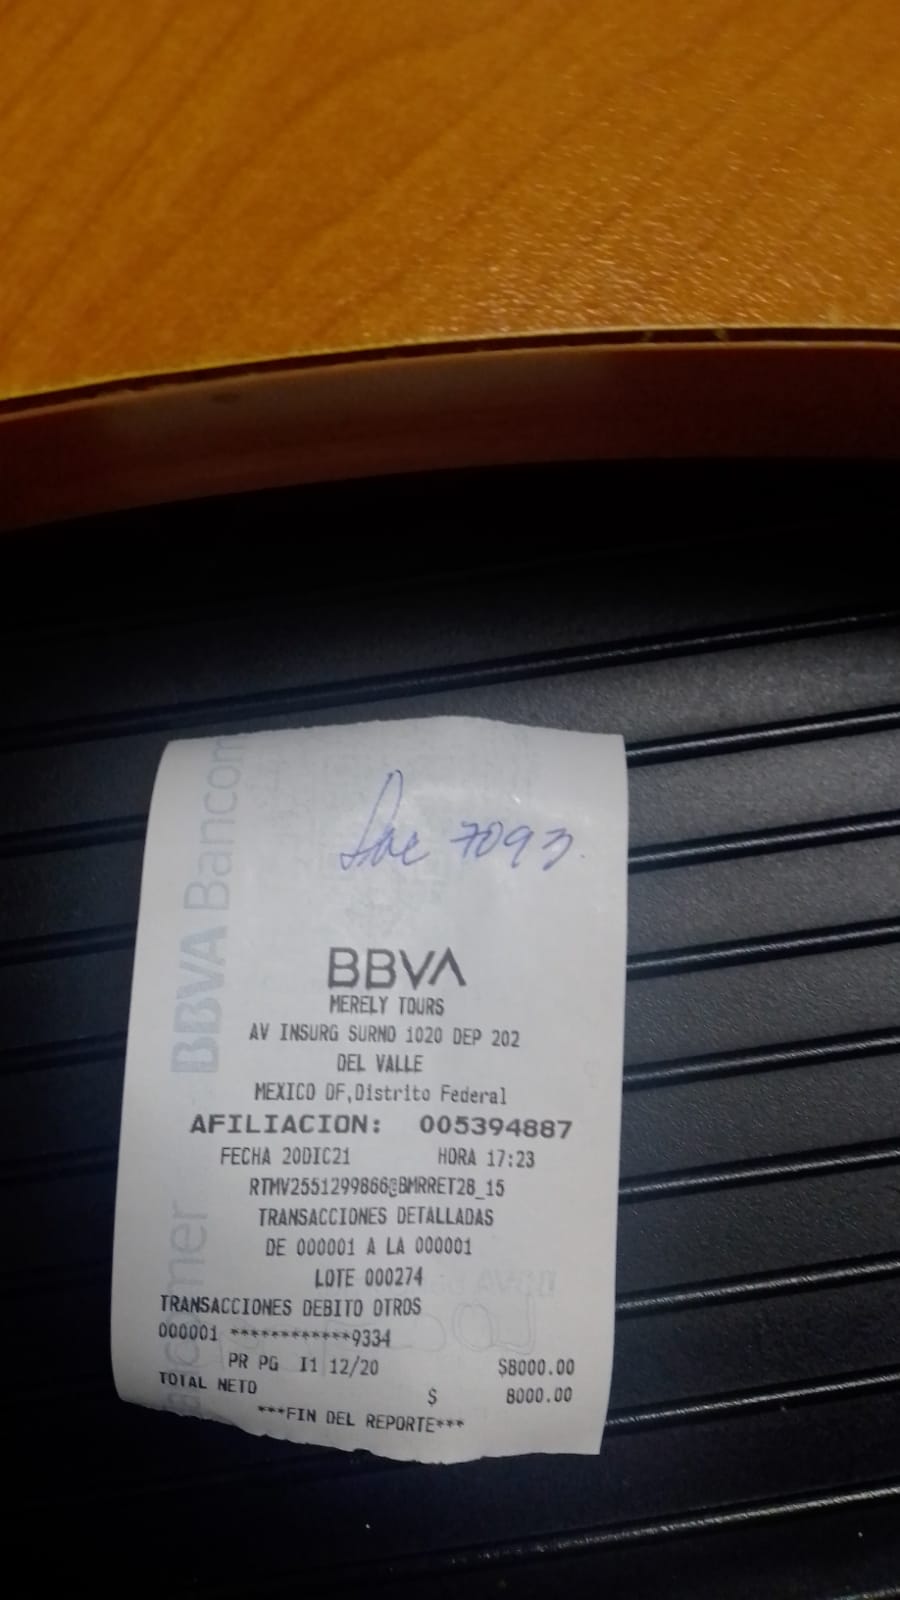 Fac 7093
BBVA Bancomer
BBVA
MERELY TOURS
AV INSURG SURNO 1020 DEP 202
DEL VALLE
MEXICO DF,Distrito Federal
AFILIACION: 005394887
FECHA 20DIC21 HORA 17:23
RTMV2551299866@BMRRET28_15
TRANSACCIONES DETALLADAS
DE 000001 A LA 000001
LOTE 000274
TRANSACCIONES DEBITO OTROS
000001 ************9334
PR PG I1 12/20 $8000.00
TOTAL NETO $ 8000.00
***FIN DEL REPORTE***